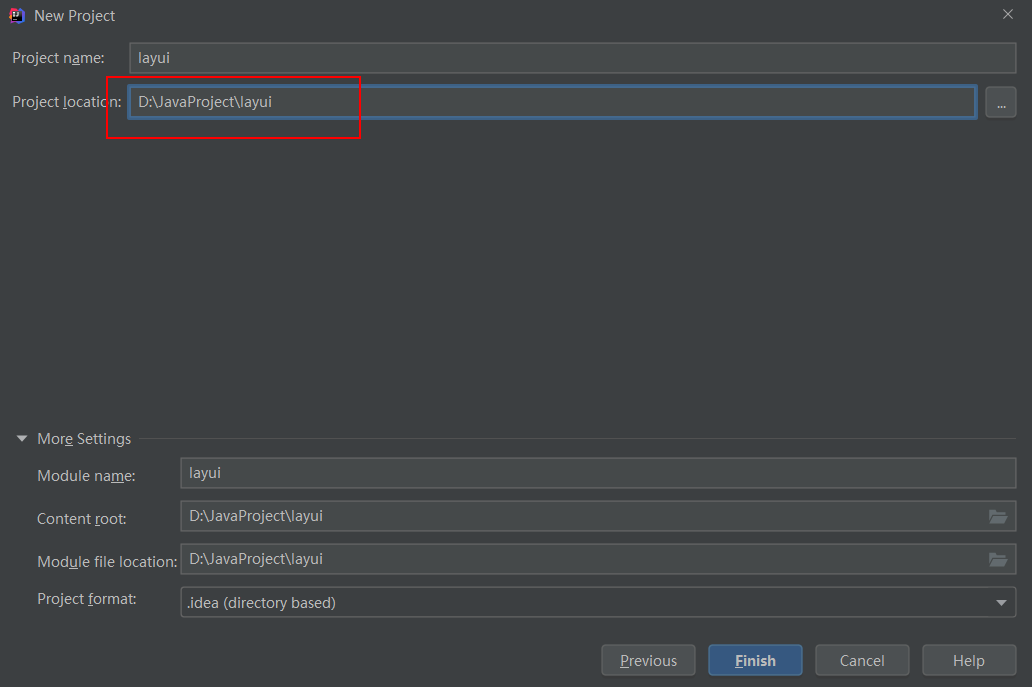 New Project
Project name: layui
Project location: D:\JavaProject\layui ...
More Settings
Module name: layui
Content root: D:\JavaProject\layui
Module file location: D:\JavaProject\layui
Project format: .idea (directory based)
Previous Finish Cancel Help